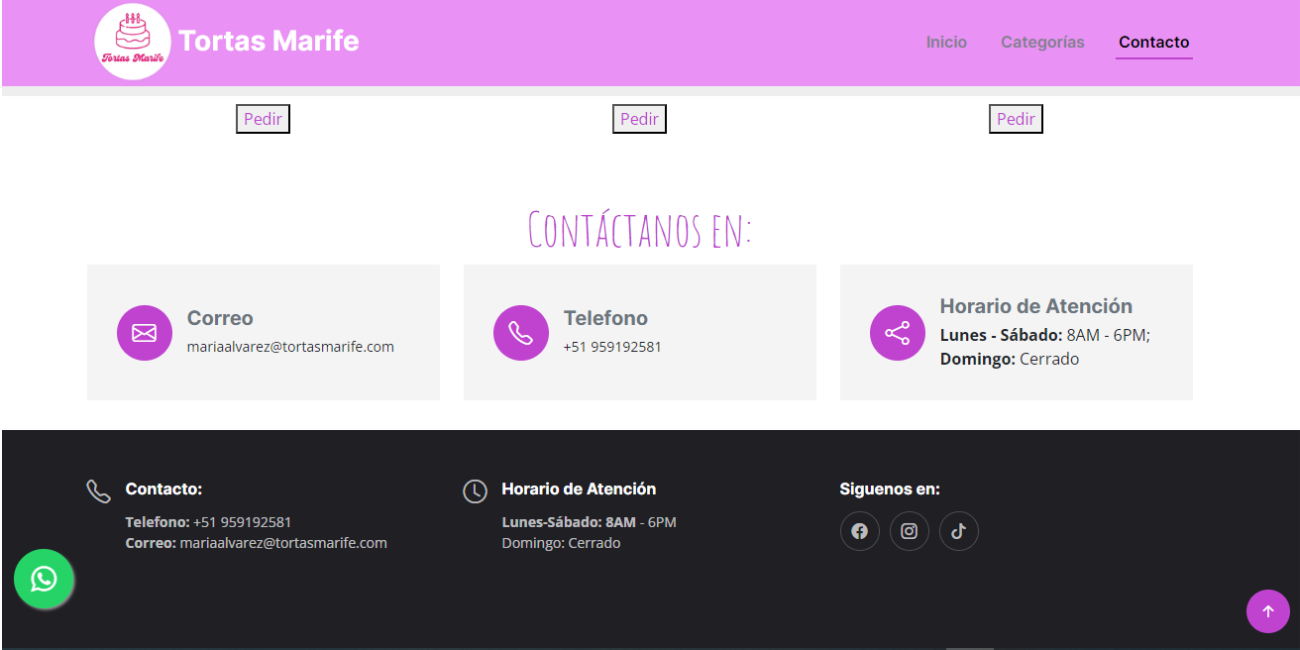 Tortas Marife
Tortas Marife
Inicio Categorías Contacto
Pedir Pedir Pedir
Contáctanos en:
Correo
mariaalvarez@tortasmarife.com
Telefono
+51 959192581
Horario de Atención
Lunes - Sábado: 8AM - 6PM;
Domingo: Cerrado
Contacto:
Telefono: +51 959192581
Correo: mariaalvarez@tortasmarife.com
Horario de Atención
Lunes-Sábado: 8AM - 6PM
Domingo: Cerrado
Siguenos en: